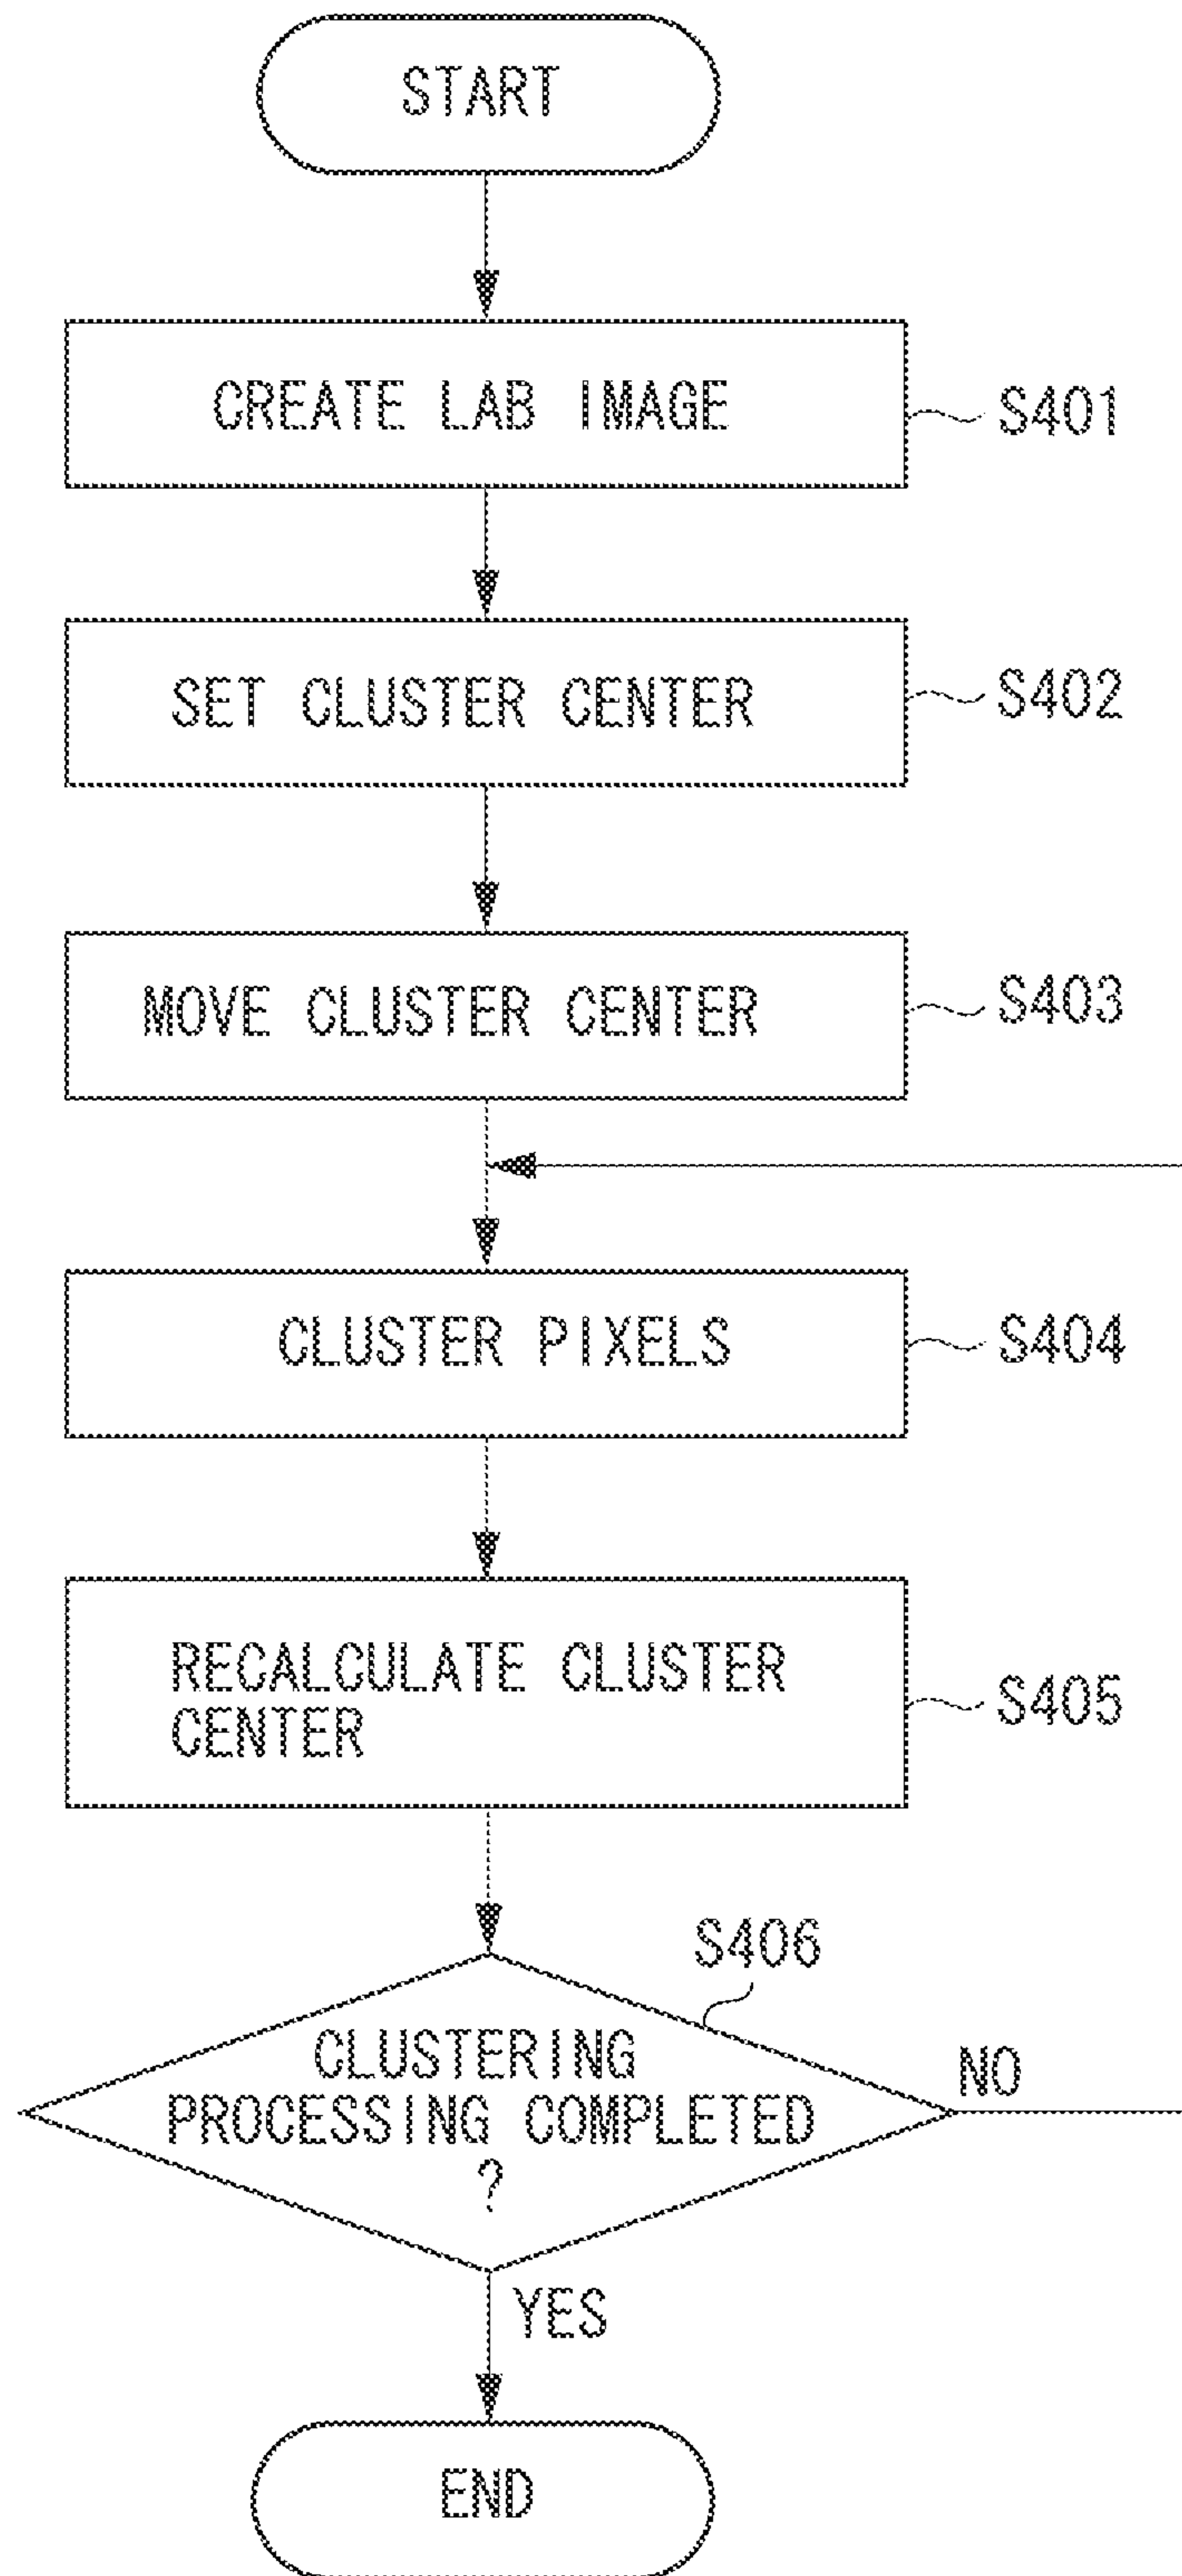 START
CREATE LAB IMAGE
S401
SET CLUSTER CENTER
S402
MOVE CLUSTER CENTER
S403
CLUSTER PIXELS
S404
RECALCULATE CLUSTER
CENTER
S405
S406
CLUSTERING
PROCESSING COMPLETED
?
NO
YES
END